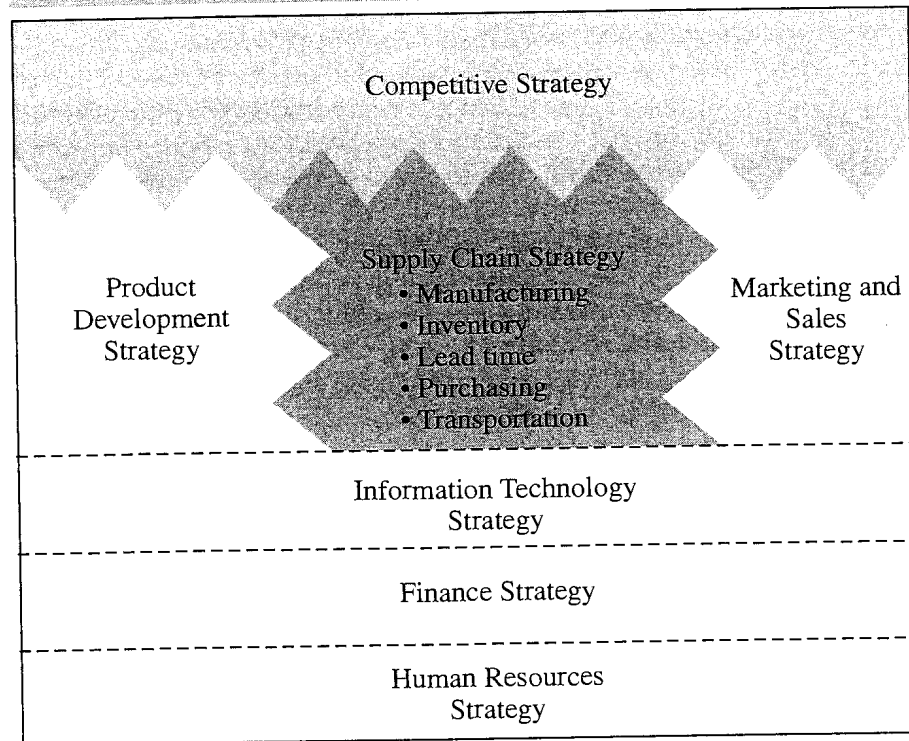 Competitive Strategy
Product
Development
Strategy
Supply Chain Strategy
• Manufacturing
• Inventory
• Lead time
• Purchasing
• Transportation
Marketing and
Sales
Strategy
Information Technology
Strategy
Finance Strategy
Human Resources
Strategy